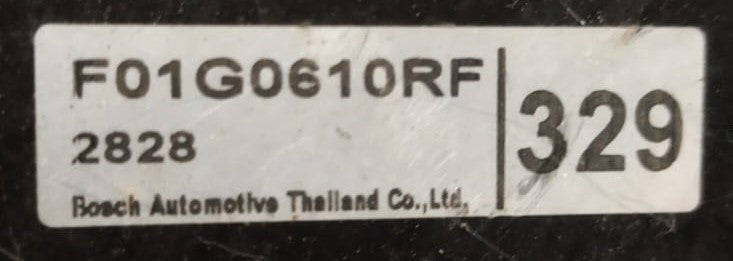 F01G0610RF
2828
329
Bosch Automotive Thailand Co.,Ltd.